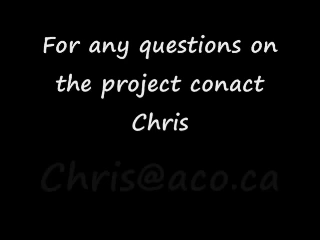 For any questions on
the project conact
Chris
Chris@aco.ca